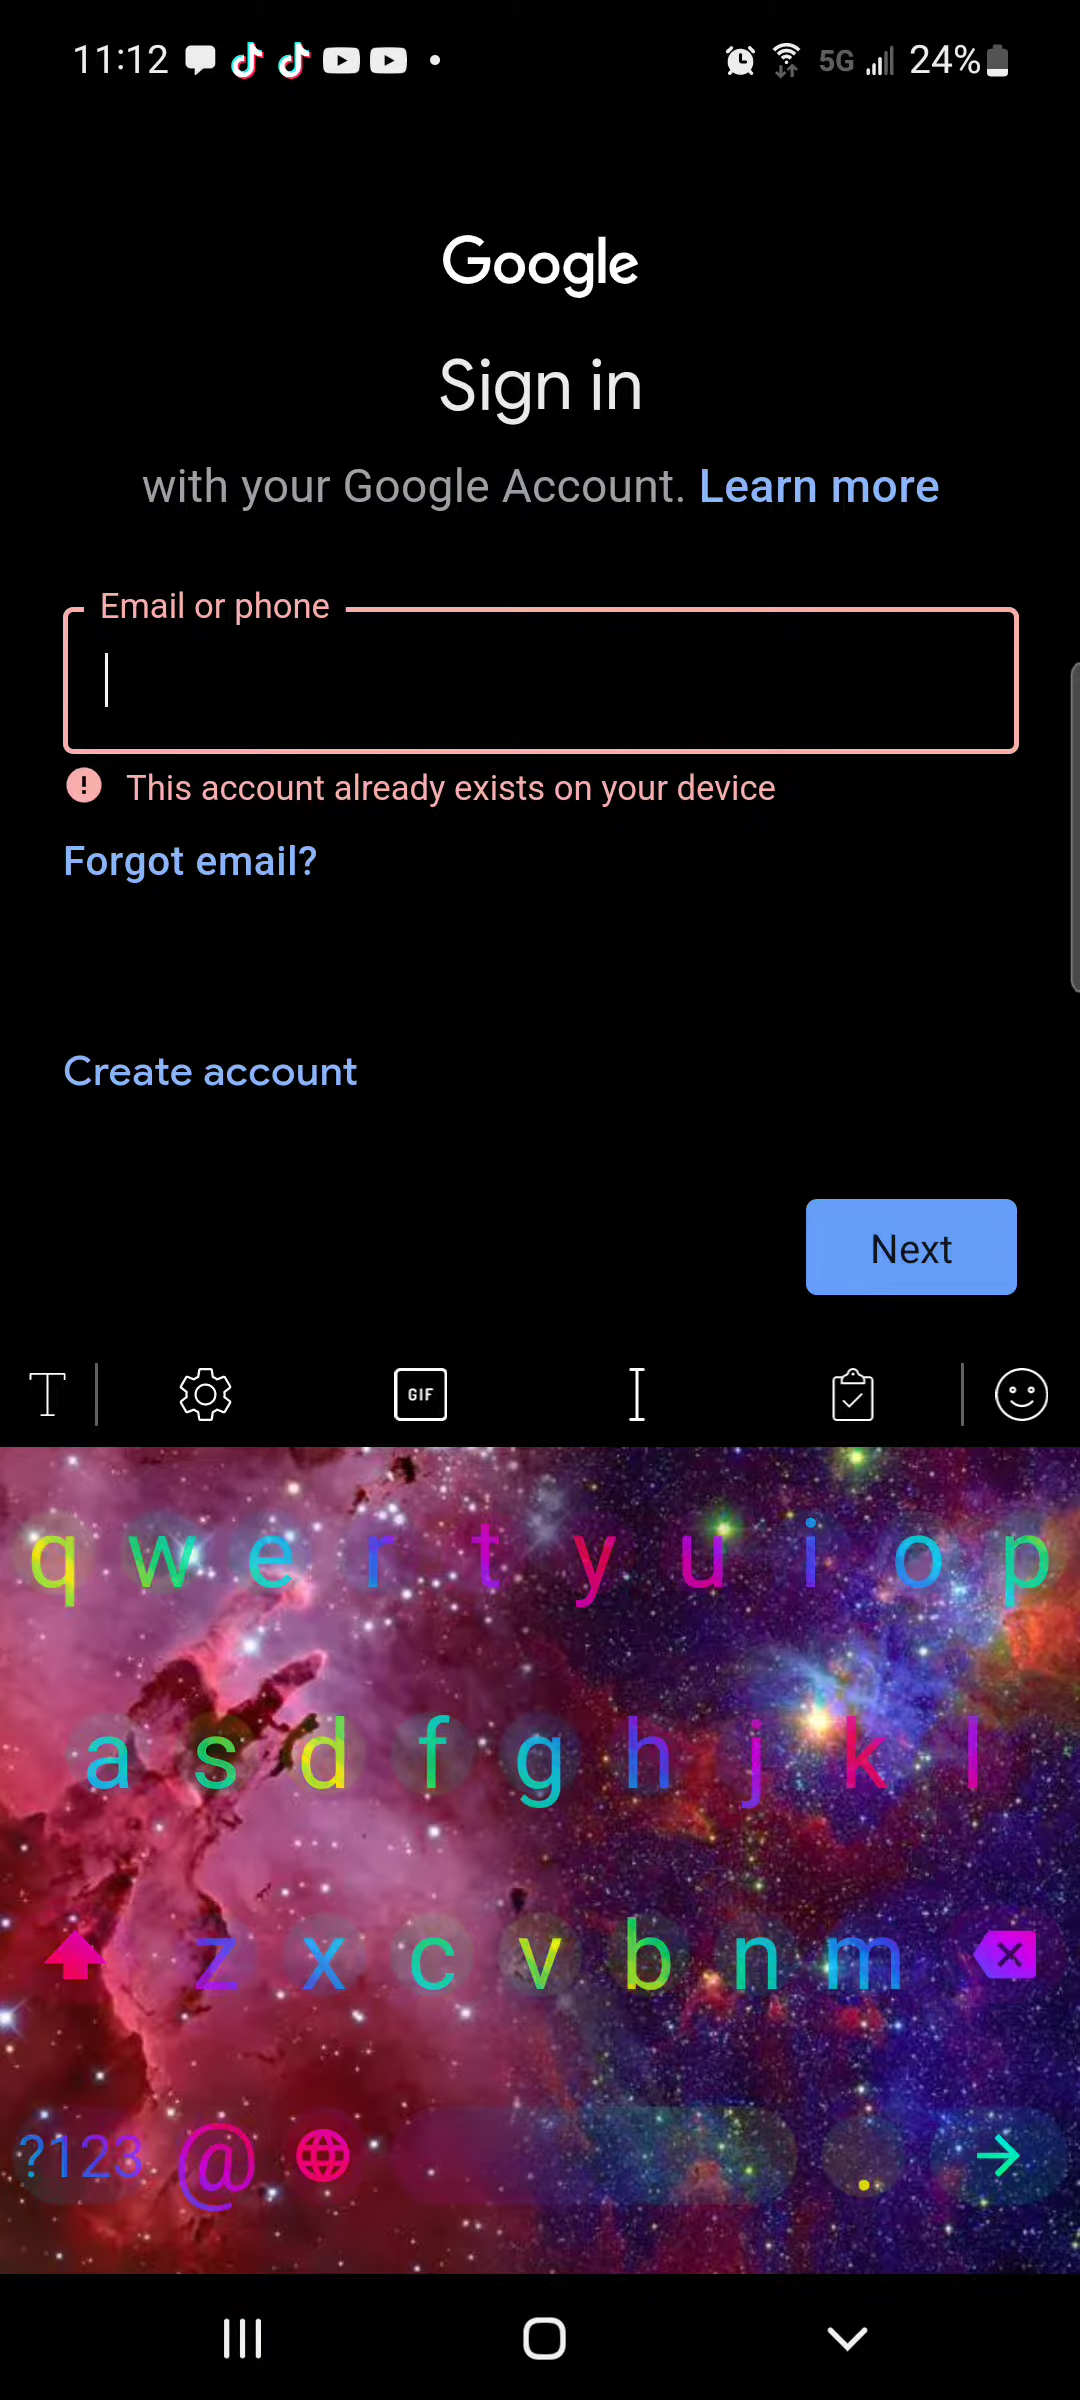 11:12 5G 24%
Google
Sign in
with your Google Account. Learn more
Email or phone
This account already exists on your device
Forgot email?
Create account
Next
T GIF
q w e r t y u i o p
a s d f g h j k l
z x c v b n m
?123 @ .